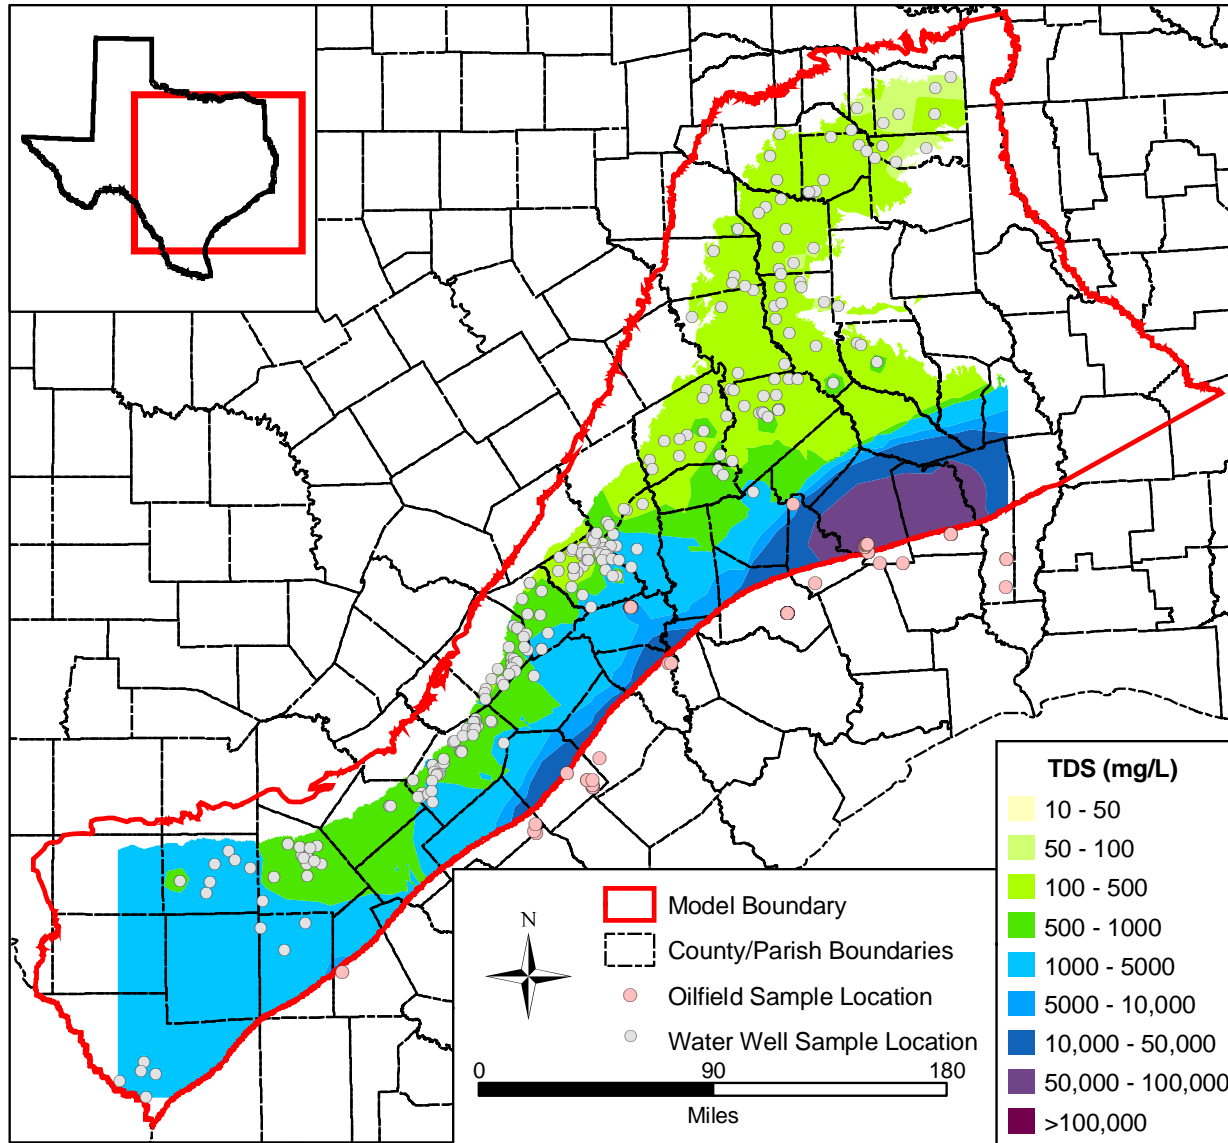 N
Model Boundary
County/Parish Boundaries
Oilfield Sample Location
Water Well Sample Location
0 90 180
Miles
TDS (mg/L)
10 - 50
50 - 100
100 - 500
500 - 1000
1000 - 5000
5000 - 10,000
10,000 - 50,000
50,000 - 100,000
>100,000